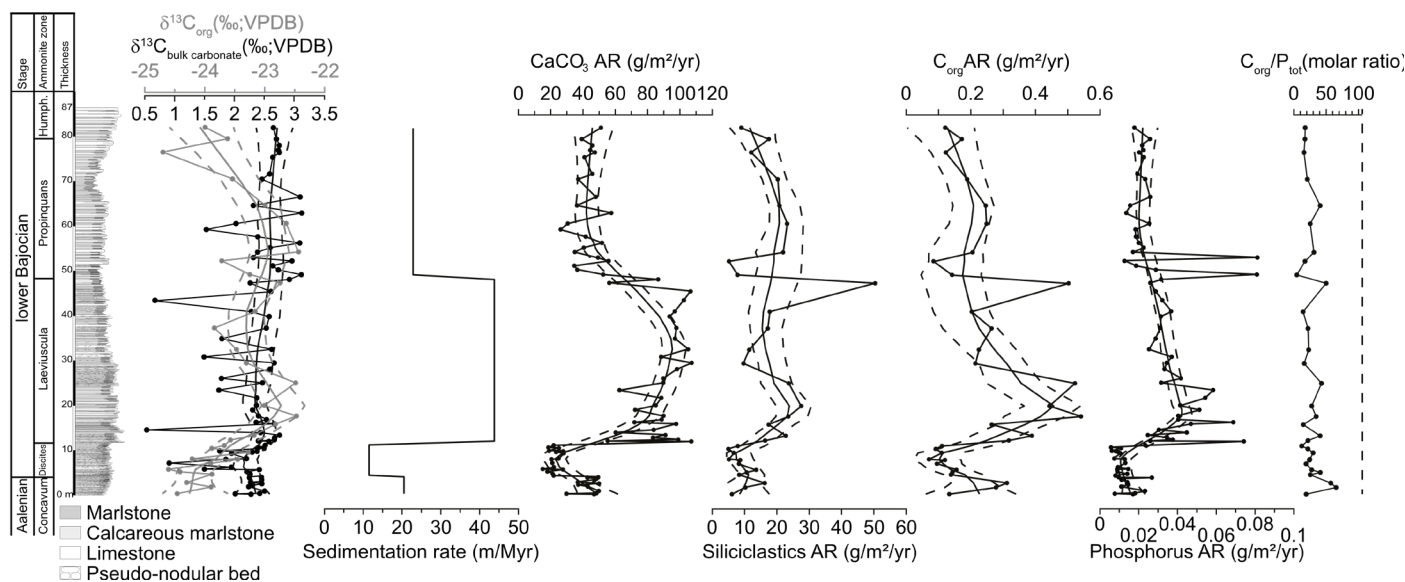 δ¹³Corg(‰;VPDB)
δ¹³Cbulk carbonate(‰;VPDB)
-25 -24 -23 -22
0.5 1 1.5 2 2.5 3 3.5
CaCO₃ AR (g/m²/yr)
0 20 40 60 80 100 120
CorgAR (g/m²/yr)
0 0.2 0.4 0.6
Corg/Ptot(molar ratio)
0 50 100
Stage
Ammonite zone
Thickness
Humph.
Propinquans
Laeviuscula
Discites
Concavum
lower Bajocian
Aalenian
87
80
70
60
50
40
30
20
10
0 m
0 10 20 30 40 50
Sedimentation rate (m/Myr)
0 10 20 30 40 50 60
Siliciclastics AR (g/m²/yr)
0 0.02 0.04 0.06 0.08 0.1
Phosphorus AR (g/m²/yr)
Marlstone
Calcareous marlstone
Limestone
Pseudo-nodular bed